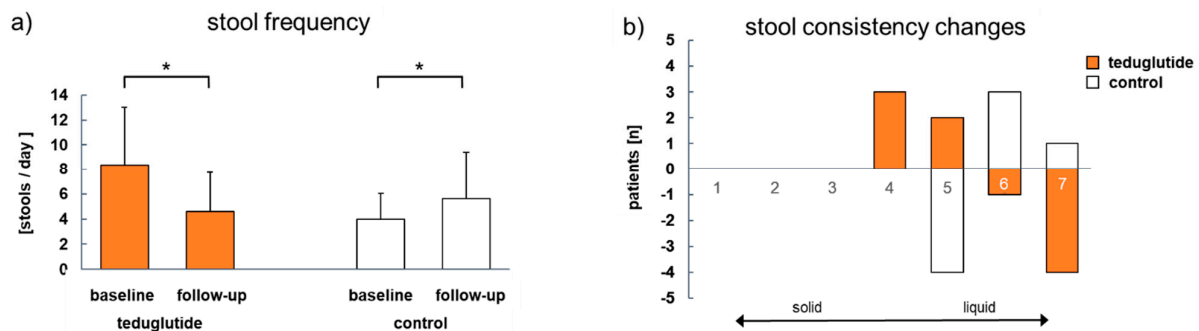 a)
stool frequency
*
*
[stools / day ]
14
12
10
8
6
4
2
0
baseline follow-up baseline follow-up
teduglutide control
b)
stool consistency changes
teduglutide
control
patients [n]
5
4
3
2
1
0
-1
-2
-3
-4
-5
1 2 3 4 5 6 7
solid liquid